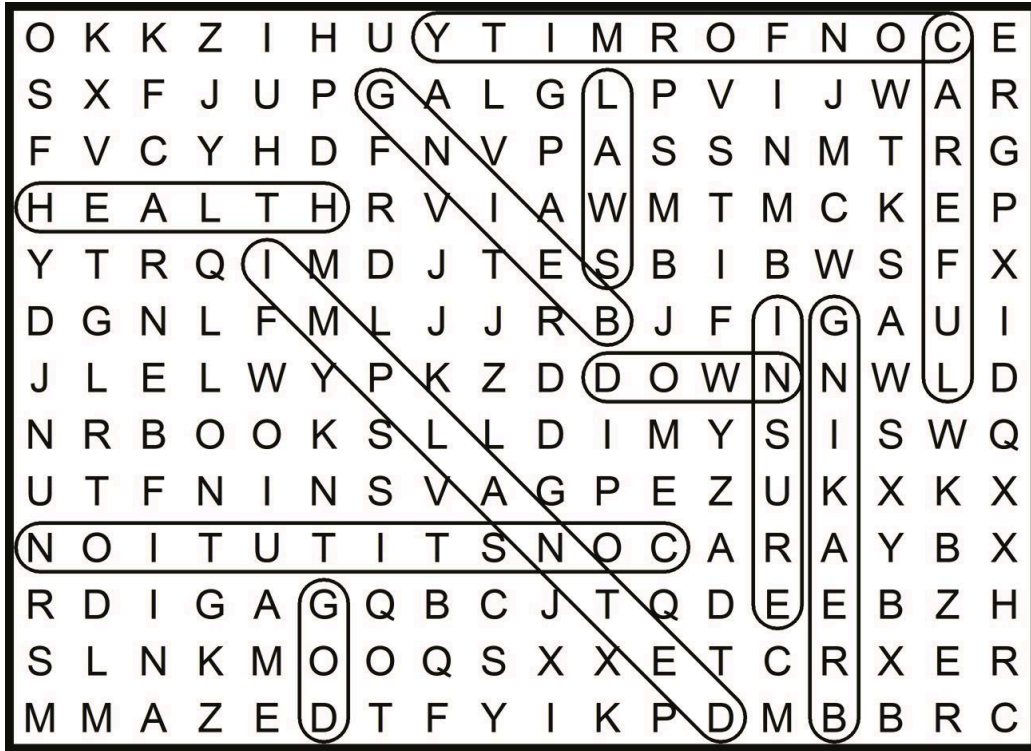 O K K Z I H U Y T I M R O F N O C E
S X F J U P G A L G L P V I J W A R
F V C Y H D F N V P A S S N M T R G
H E A L T H R V I A W M T M C K E P
Y T R Q I M D J T E S B I B W S F X
D G N L F M L J J R B J F I G A U I
J L E L W Y P K Z D D O W N N W L D
N R B O O K S L L D I M Y S I S W Q
U T F N I N S V A G P E Z U K X K X
N O I T U T I T S N O C A R A Y B X
R D I G A G Q B C J T Q D E E B Z H
S L N K M O O Q S X X E T C R X E R
M M A Z E D T F Y I K P D M B B R C